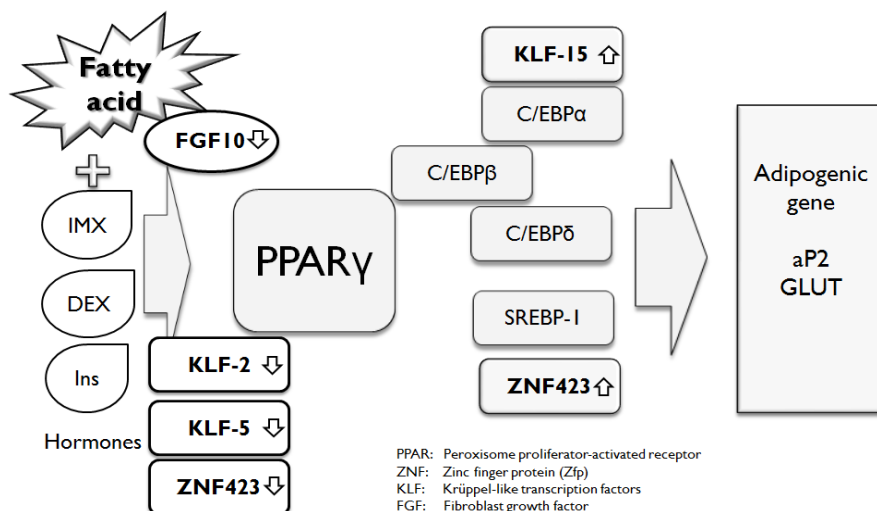 Fatty
acid
FGF10
IMX
DEX
Ins
Hormones
KLF-2
KLF-5
ZNF423
PPARγ
KLF-15
C/EBPα
C/EBPβ
C/EBPδ
SREBP-1
ZNF423
Adipogenic
gene
aP2
GLUT
PPAR: Peroxisome proliferator-activated receptor
ZNF: Zinc finger protein (Zfp)
KLF: Krüppel-like transcription factors
FGF: Fibroblast growth factor